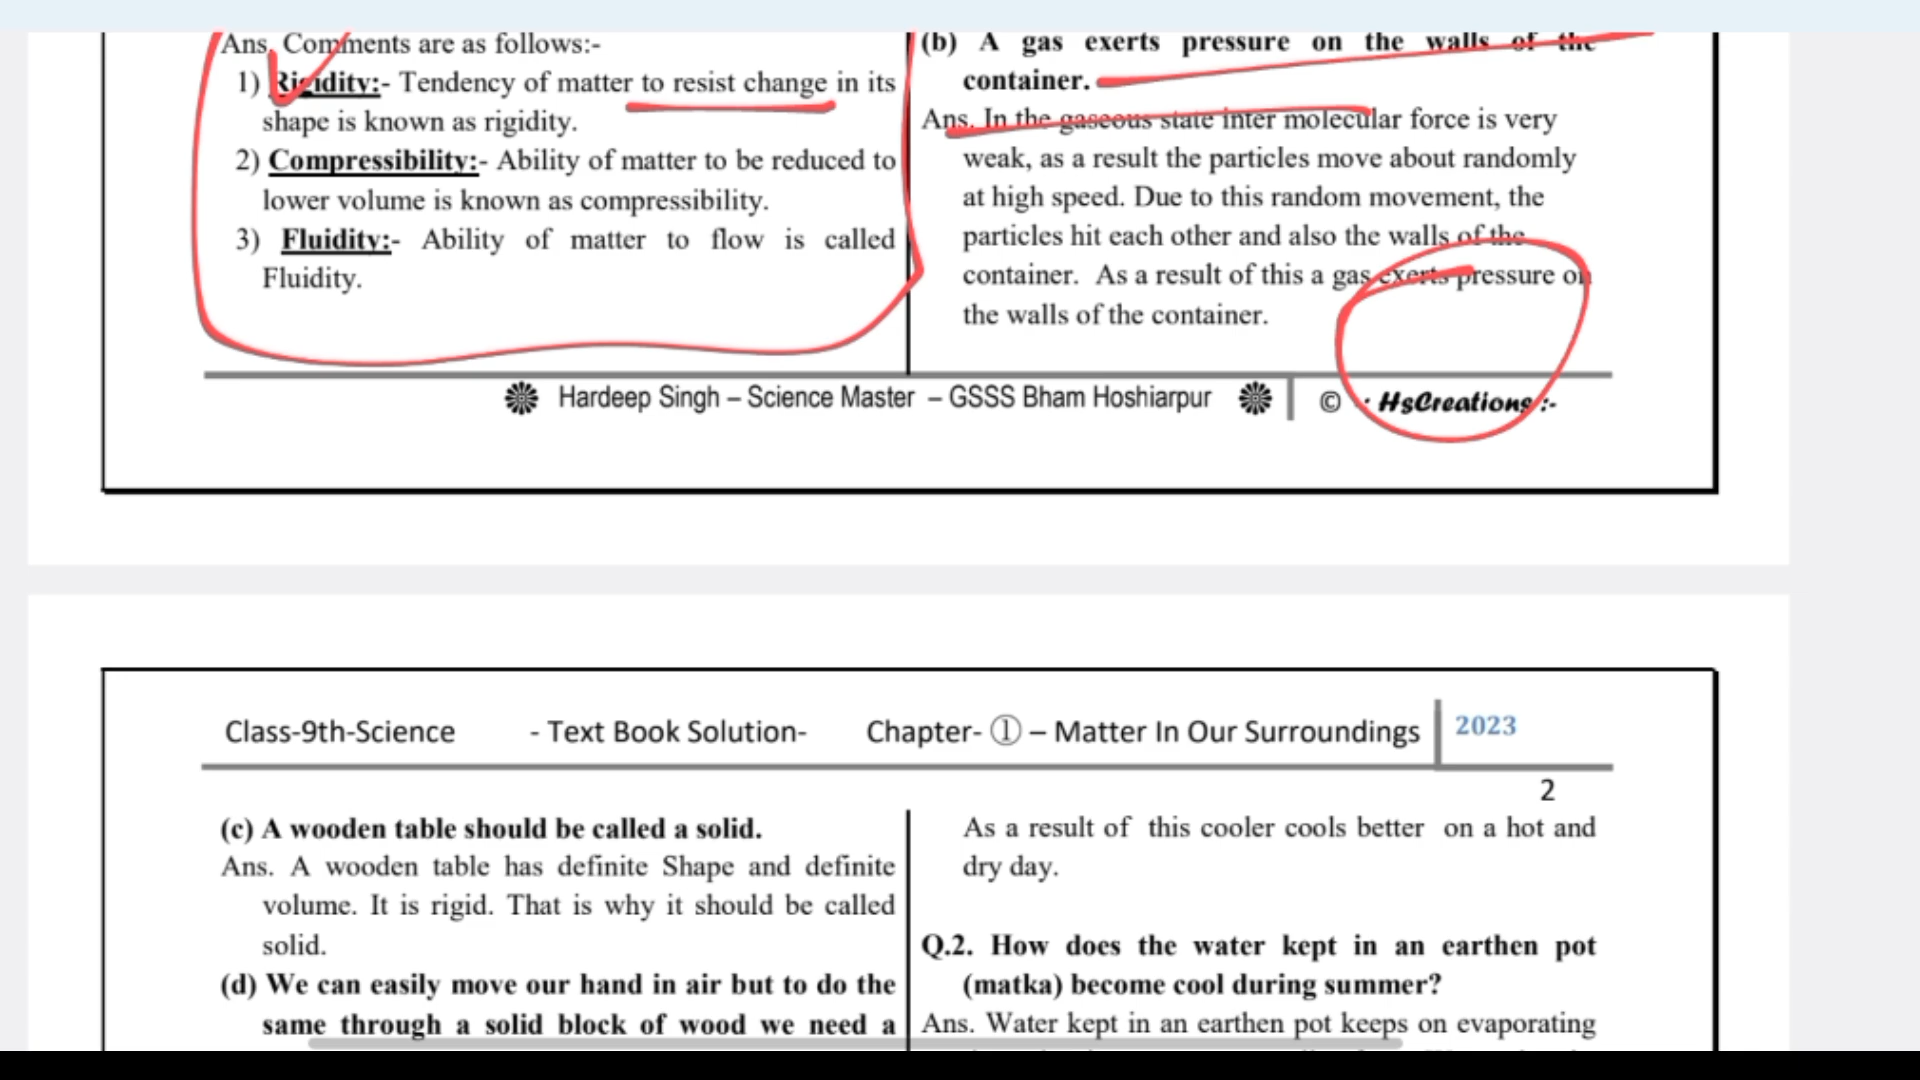 Ans. Comments are as follows:-
1) Rigidity:- Tendency of matter to resist change in its
shape is known as rigidity.
2) Compressibility:- Ability of matter to be reduced to
lower volume is known as compressibility.
3) Fluidity:- Ability of matter to flow is called
Fluidity.
(b) A gas exerts pressure on the walls of the
container.
Ans. In the gaseous state inter molecular force is very
weak, as a result the particles move about randomly
at high speed. Due to this random movement, the
particles hit each other and also the walls of the
container. As a result of this a gas exerts pressure on
the walls of the container.
Hardeep Singh – Science Master – GSSS Bham Hoshiarpur
© HsCreations :-
Class-9th-Science - Text Book Solution- Chapter- ① – Matter In Our Surroundings 2023
2
(c) A wooden table should be called a solid.
Ans. A wooden table has definite Shape and definite
volume. It is rigid. That is why it should be called
solid.
(d) We can easily move our hand in air but to do the
same through a solid block of wood we need a
As a result of this cooler cools better on a hot and
dry day.
Q.2. How does the water kept in an earthen pot
(matka) become cool during summer?
Ans. Water kept in an earthen pot keeps on evaporating